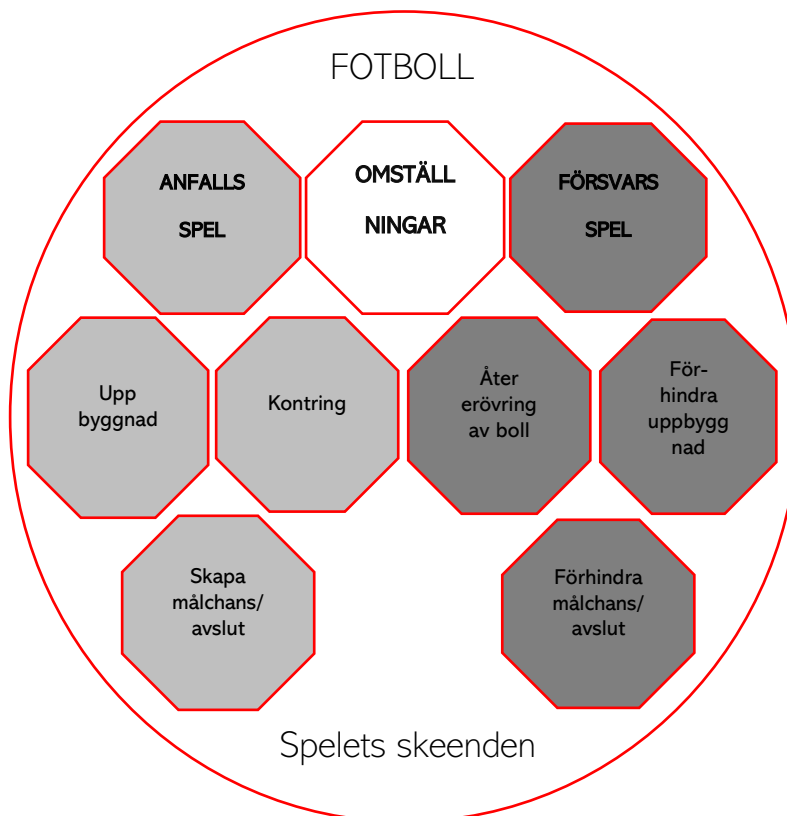 FOTBOLL
ANFALLS
SPEL
OMSTÄLL
NINGAR
FÖRSVARS
SPEL
Upp
byggnad
Kontring
Åter
erövring
av boll
För-
hindra
uppbygg
nad
Skapa
målchans/
avslut
Förhindra
målchans/
avslut
Spelets skeenden